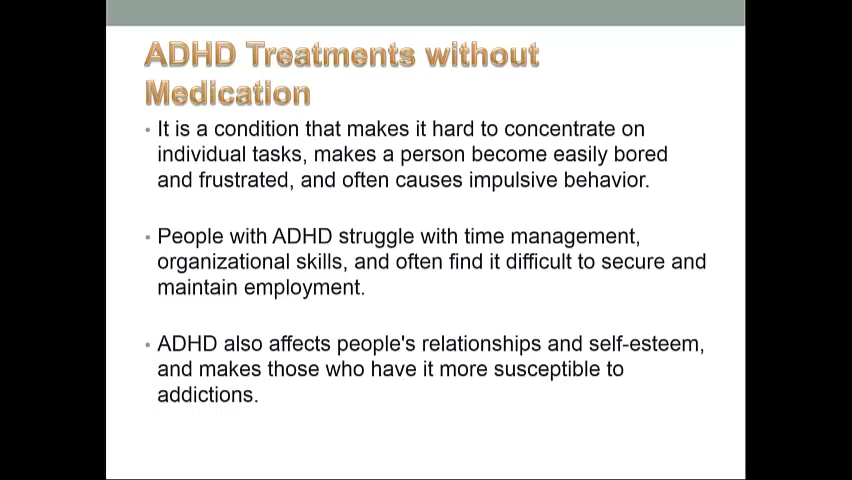 ADHD Treatments without
Medication
• It is a condition that makes it hard to concentrate on
individual tasks, makes a person become easily bored
and frustrated, and often causes impulsive behavior.
• People with ADHD struggle with time management,
organizational skills, and often find it difficult to secure and
maintain employment.
• ADHD also affects people's relationships and self-esteem,
and makes those who have it more susceptible to
addictions.